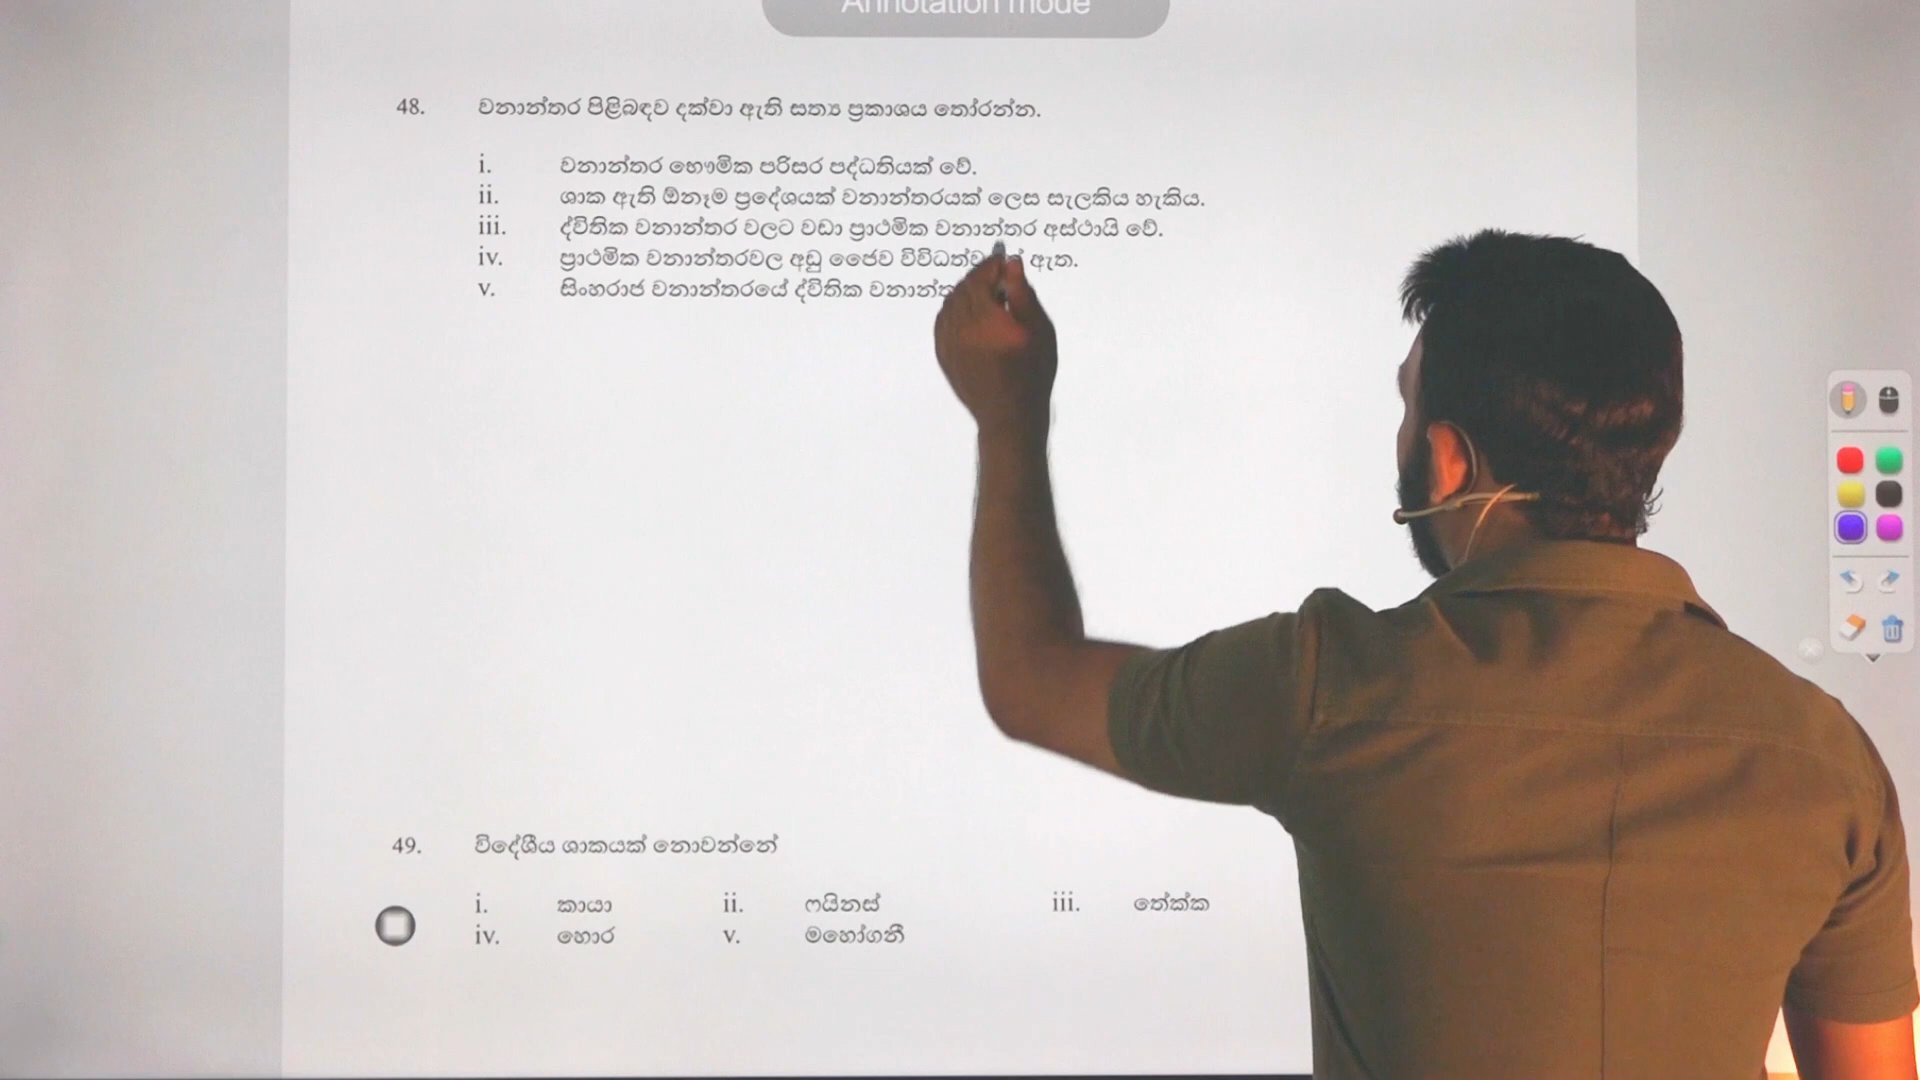 Annotation mode
48. වනාන්තර පිළිබඳව දක්වා ඇති සත්‍ය ප්‍රකාශය තෝරන්න.
i. වනාන්තර භෞමික පරිසර පද්ධතියක් වේ.
ii. ශාක ඇති ඕනෑම ප්‍රදේශයක් වනාන්තරයක් ලෙස සැලකිය හැකිය.
iii. ද්විතික වනාන්තර වලට වඩා ප්‍රාථමික වනාන්තර අස්ථායි වේ.
iv. ප්‍රාථමික වනාන්තරවල අඩු ජෛව ඇත.
v. සිංහරාජ වනාන්තරයේ ද්විතික
49. විදේශීය ශාකයක් නොවන්නේ
i. කායා ii. ෆයිනස් iii. තේක්ක
iv. හොර v. මහෝගනී